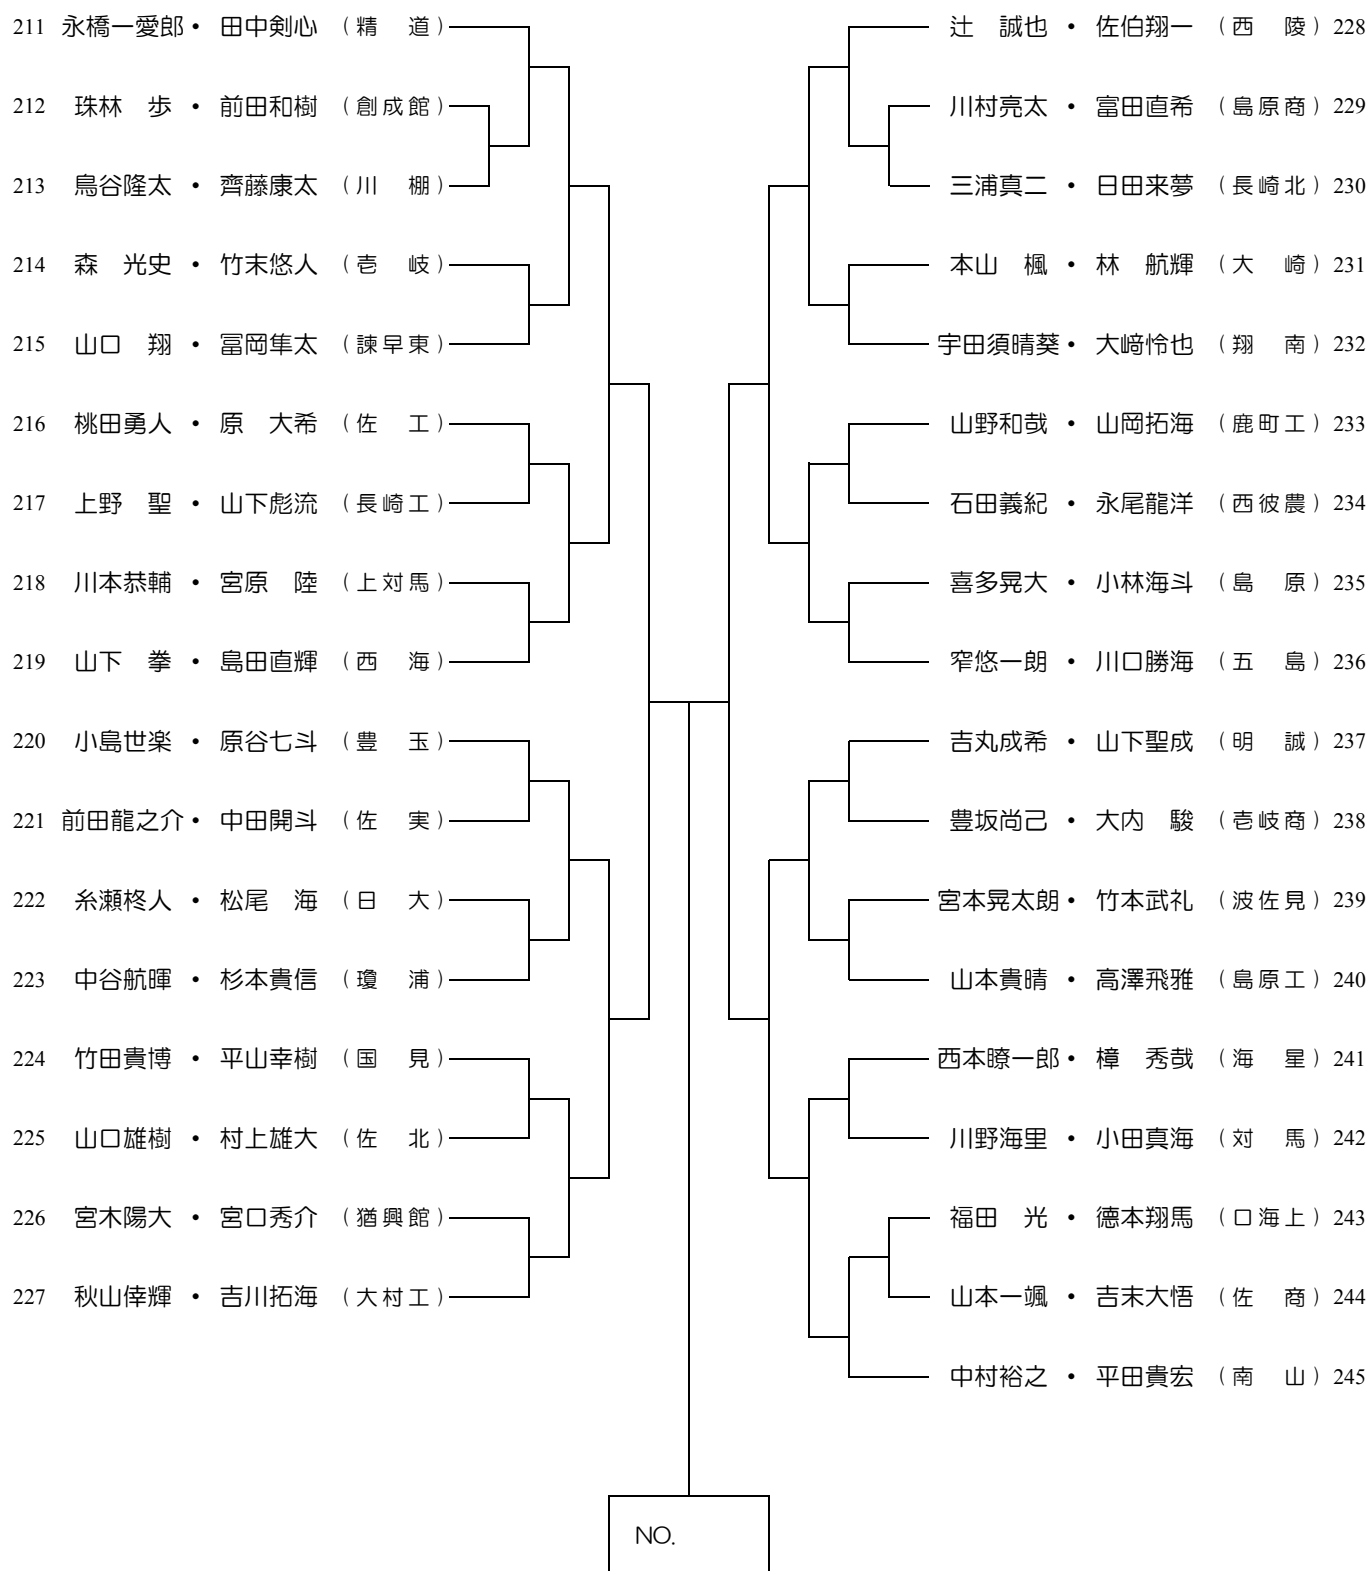 211 永橋一愛郎・ 田中剣心 （精　道）
212 珠林　歩 ・ 前田和樹 （創成館）
213 鳥谷隆太 ・ 齊藤康太 （川　棚）
214 森　光史 ・ 竹末悠人 （壱　岐）
215 山口　翔 ・ 冨岡隼太 （諫早東）
216 桃田勇人 ・ 原　大希 （佐　工）
217 上野　聖 ・ 山下彪流 （長崎工）
218 川本恭輔 ・ 宮原　陸 （上対馬）
219 山下　拳 ・ 島田直輝 （西　海）
220 小島世楽 ・ 原谷七斗 （豊　玉）
221 前田龍之介・ 中田開斗 （佐　実）
222 糸瀬柊人 ・ 松尾　海 （日　大）
223 中谷航暉 ・ 杉本貴信 （瓊　浦）
224 竹田貴博 ・ 平山幸樹 （国　見）
225 山口雄樹 ・ 村上雄大 （佐　北）
226 宮木陽大 ・ 宮口秀介 （猶興館）
227 秋山倖輝 ・ 吉川拓海 （大村工）
辻　誠也 ・ 佐伯翔一 （西　陵）228
川村亮太 ・ 富田直希 （島原商）229
三浦真二 ・ 日田来夢 （長崎北）230
本山　楓 ・ 林　航輝 （大　崎）231
宇田須晴葵・ 大﨑怜也 （翔　南）232
山野和哉 ・ 山岡拓海 （鹿町工）233
石田義紀 ・ 永尾龍洋 （西彼農）234
喜多晃大 ・ 小林海斗 （島　原）235
窄悠一朗 ・ 川口勝海 （五　島）236
吉丸成希 ・ 山下聖成 （明　誠）237
豊坂尚己 ・ 大内　駿 （壱岐商）238
宮本晃太朗・ 竹本武礼 （波佐見）239
山本貴晴 ・ 高澤飛雅 （島原工）240
西本暸一郎・ 樟　秀哉 （海　星）241
川野海里 ・ 小田真海 （対　馬）242
福田　光 ・ 德本翔馬 （口海上）243
山本一颯 ・ 吉末大悟 （佐　商）244
中村裕之 ・ 平田貴宏 （南　山）245
NO.